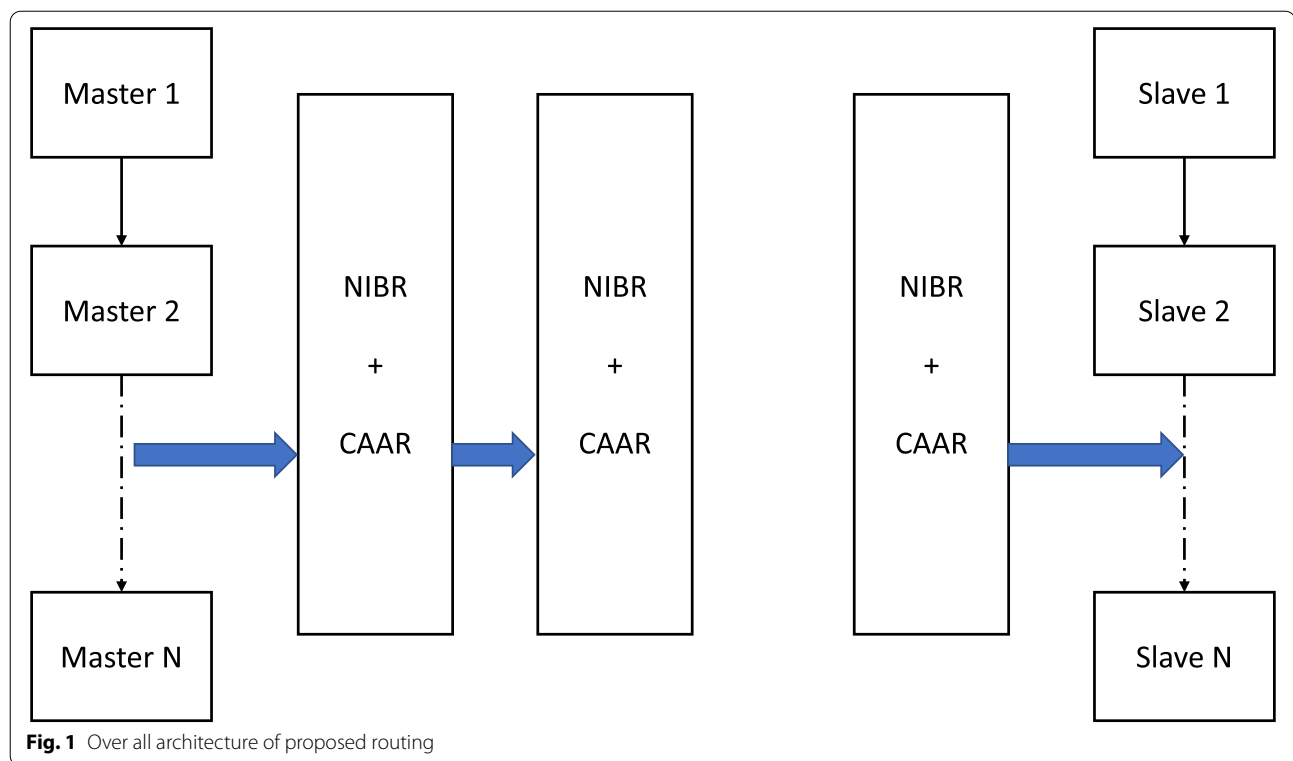 Master 1
Master 2
Master N
NIBR
+
CAAR
NIBR
+
CAAR
NIBR
+
CAAR
Slave 1
Slave 2
Slave N
Fig. 1 Over all architecture of proposed routing